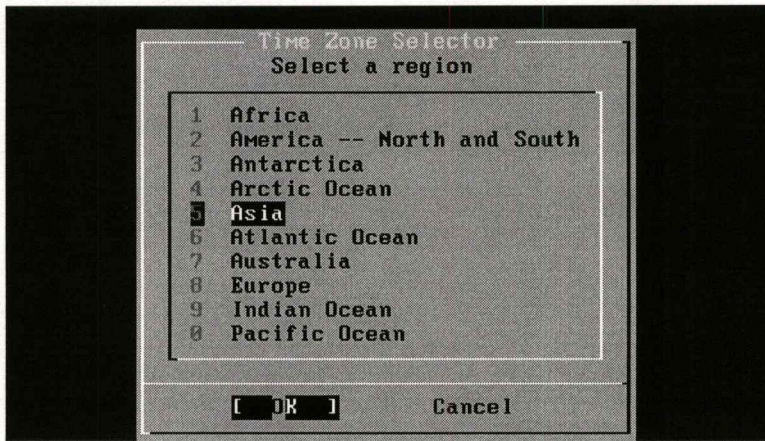 Time Zone Selector
Select a region
1 Africa
2 America -- North and South
3 Antarctica
4 Arctic Ocean
5 Asia
6 Atlantic Ocean
7 Australia
8 Europe
9 Indian Ocean
0 Pacific Ocean
[ OK ] Cancel